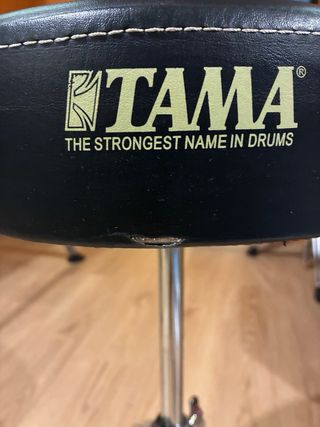 TAMA®
THE STRONGEST NAME IN DRUMS